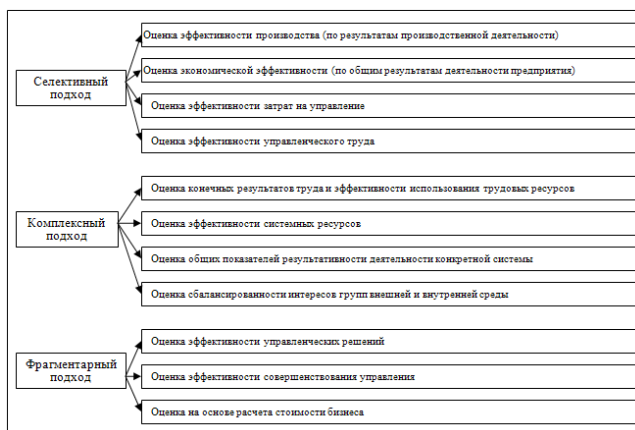 Оценка эффективности производства (по результатам производственной деятельности)
Оценка экономической эффективности (по общим результатам деятельности предприятия)
Селективный
подход
Оценка эффективности затрат на управление
Оценка эффективности управленческого труда
Оценка конечных результатов труда и эффективности использования трудовых ресурсов
Комплексный
подход
Оценка эффективности системных ресурсов
Оценка общих показателей результативности деятельности конкретной системы
Оценка сбалансированности интересов групп внешней и внутренней среды
Оценка эффективности управленческих решений
Фрагментарный
подход
Оценка эффективности совершенствования управления
Оценка на основе расчета стоимости бизнеса